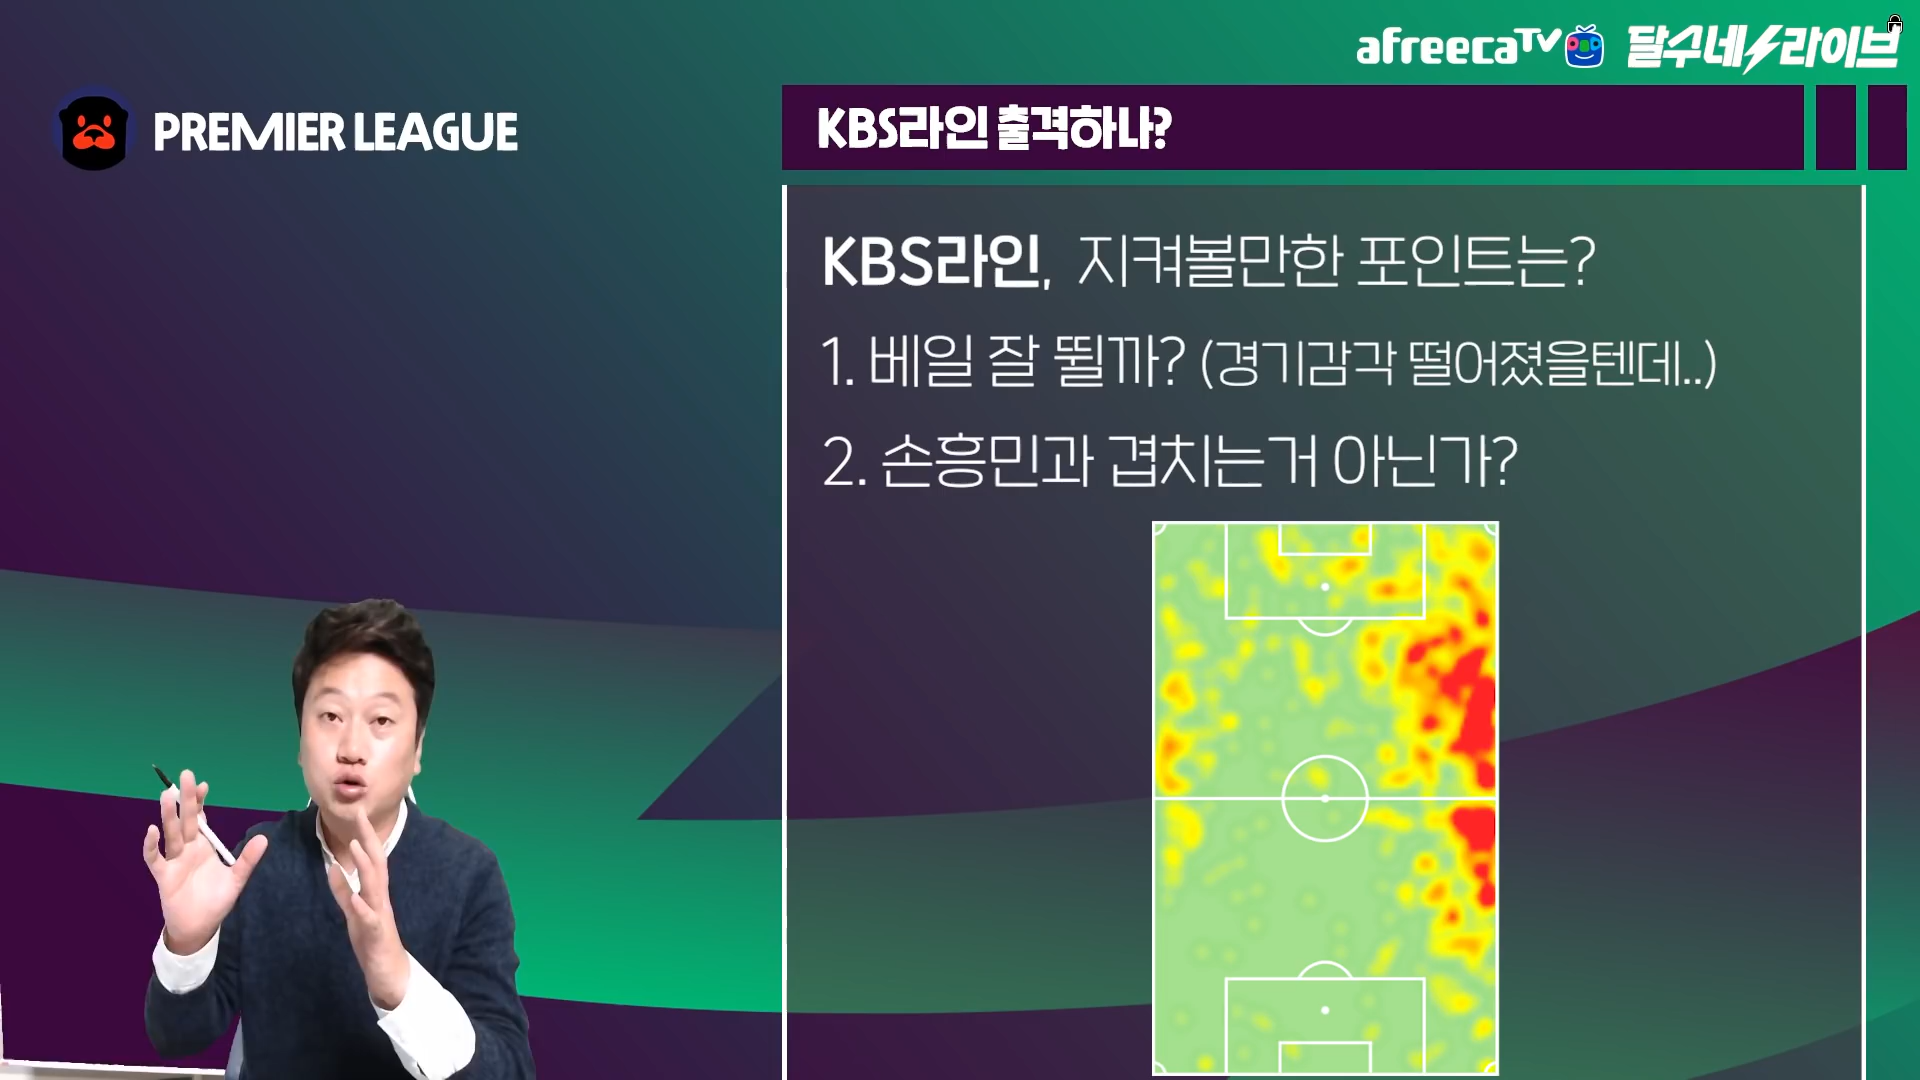 afreecaTV 달수네라이브
PREMIER LEAGUE
KBS라인 출격하나?
KBS라인, 지켜볼만한 포인트는?
1. 베일 잘 뛸까? (경기감각 떨어졌을텐데..)
2. 손흥민과 겹치는거 아닌가?